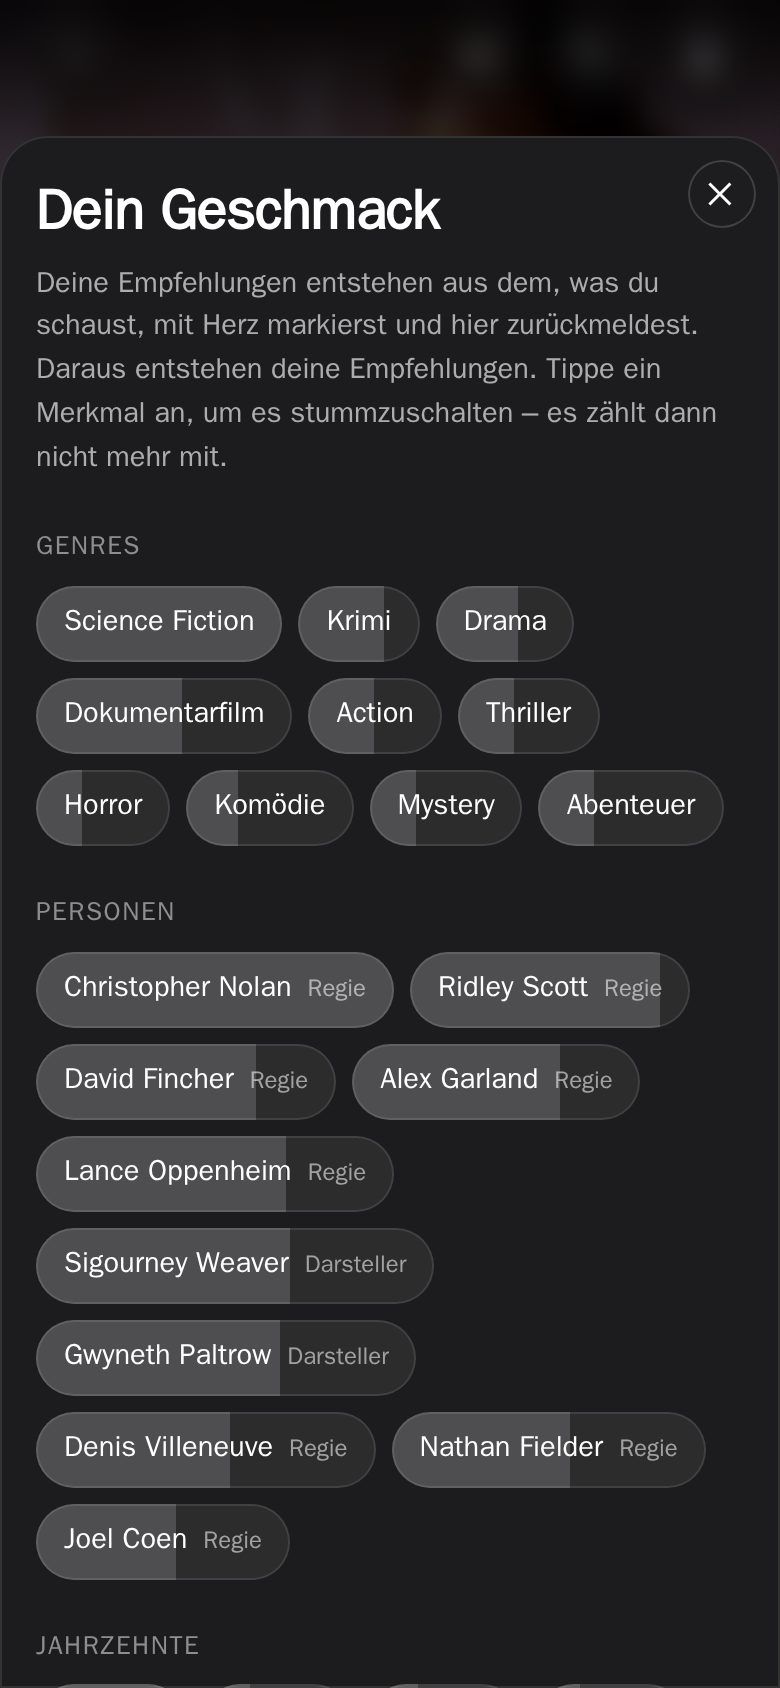 Dein Geschmack
Deine Empfehlungen entstehen aus dem, was du
schaust, mit Herz markierst und hier zurückmeldest.
Daraus entstehen deine Empfehlungen. Tippe ein
Merkmal an, um es stummzuschalten – es zählt dann
nicht mehr mit.
GENRES
Science Fiction Krimi Drama
Dokumentarfilm Action Thriller
Horror Komödie Mystery Abenteuer
PERSONEN
Christopher Nolan Regie Ridley Scott Regie
David Fincher Regie Alex Garland Regie
Lance Oppenheim Regie
Sigourney Weaver Darsteller
Gwyneth Paltrow Darsteller
Denis Villeneuve Regie Nathan Fielder Regie
Joel Coen Regie
JAHRZEHNTE